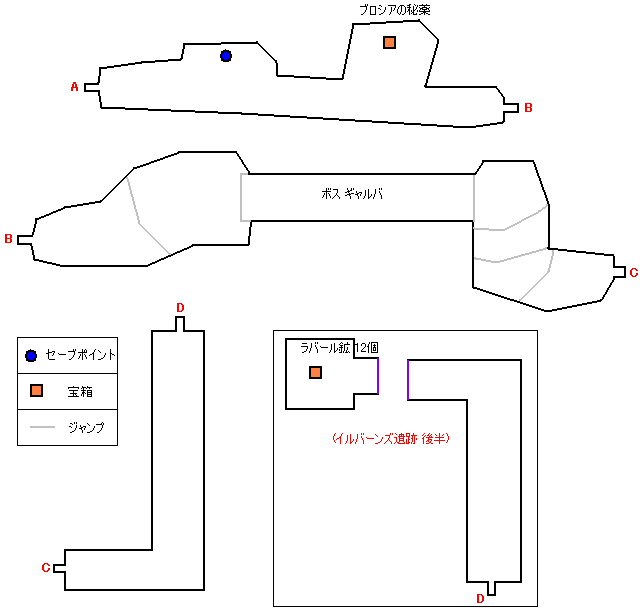 ブロシアの秘薬
A
B
B
ボス ギャルバ
C
D
セーブポイント
宝箱
ジャンプ
ラバール鉱 12個
(イルバーンズ遺跡 後半)
C
D